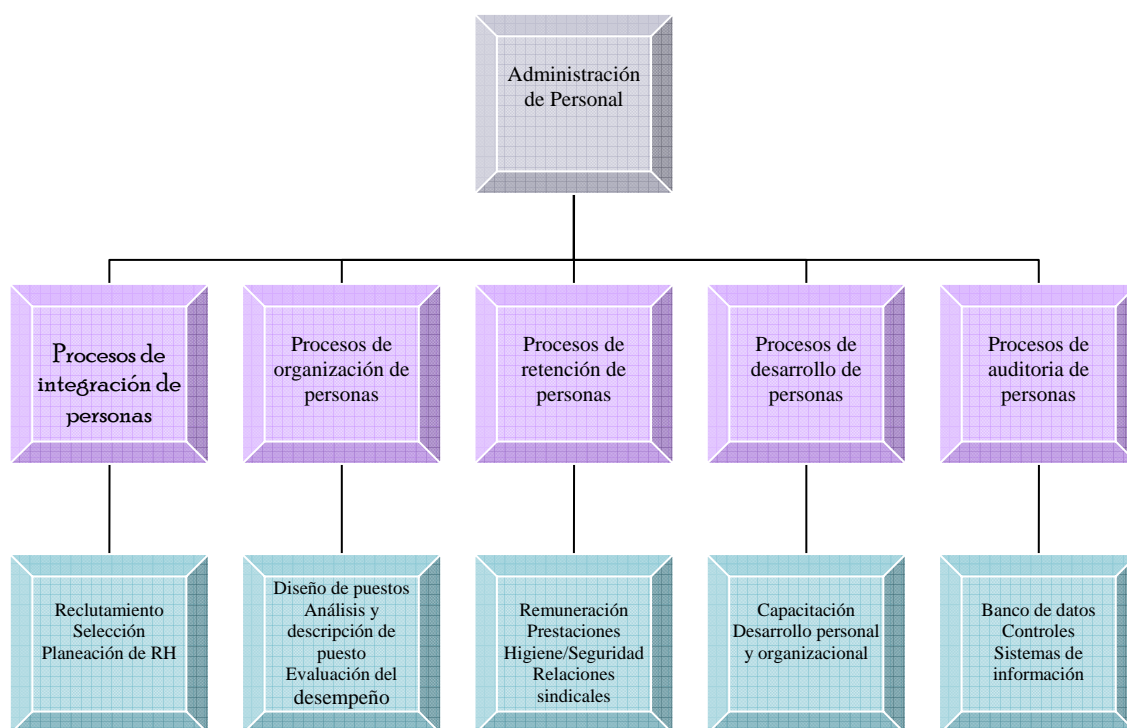 Administración
de Personal
Procesos de
integración de
personas
Procesos de
organización de
personas
Procesos de
retención de
personas
Procesos de
desarrollo de
personas
Procesos de
auditoria de
personas
Reclutamiento
Selección
Planeación de RH
Diseño de puestos
Análisis y
descripción de
puesto
Evaluación del
desempeño
Remuneración
Prestaciones
Higiene/Seguridad
Relaciones
sindicales
Capacitación
Desarrollo personal
y organizacional
Banco de datos
Controles
Sistemas de
información